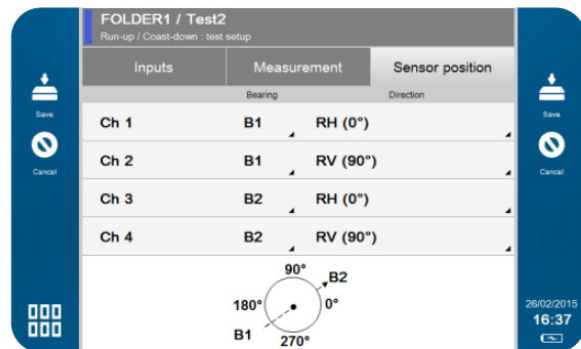 FOLDER1 / Test2
Run-up / Coast-down : test setup
Inputs Measurement Sensor position
Bearing Direction
Ch 1 B1 RH (0°)
Ch 2 B1 RV (90°)
Ch 3 B2 RH (0°)
Ch 4 B2 RV (90°)
90°
B2
180° 0°
B1 270°
Save
Cancel
Save
Cancel
26/02/2015
16:37